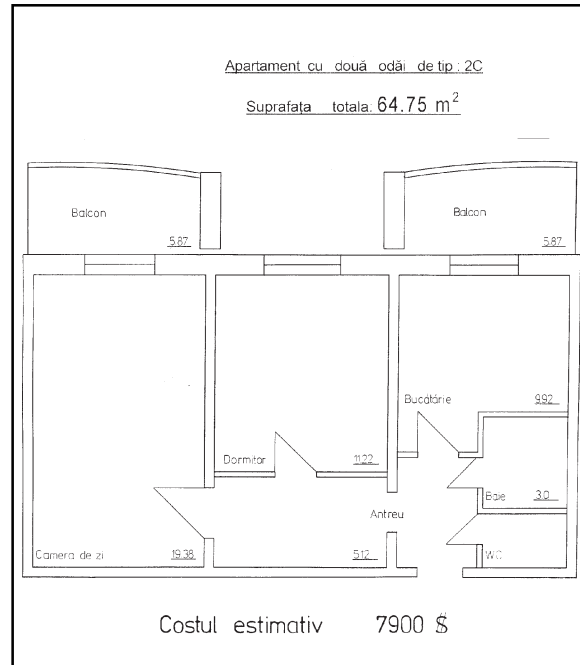 Apartament cu două odăi de tip : 2C
Suprafața totala: 64.75 m²
Balcon
5.87
Balcon
5.87
Bucătărie
9.92
Dormitor
11.22
Baie
3.0
Antreu
Camera de zi
19.38
5.12
WC
Costul estimativ 7900 $